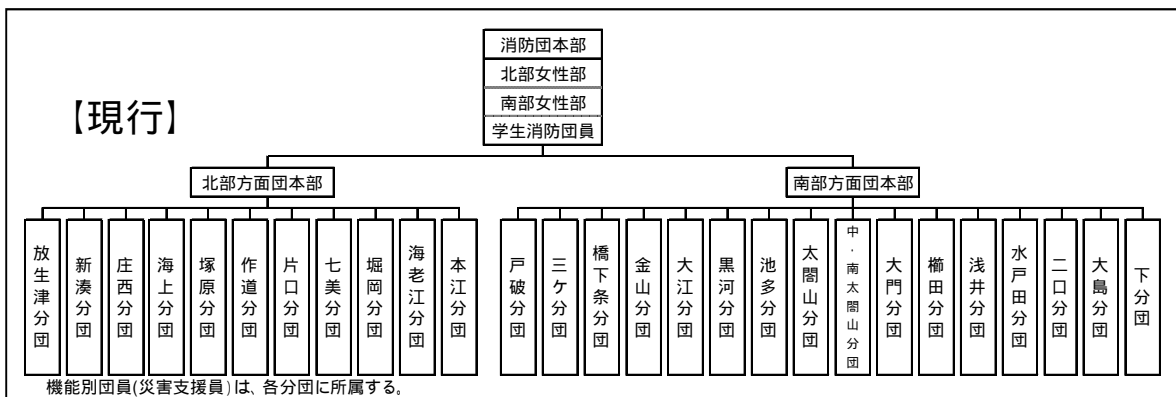 消防団本部
北部女性部
南部女性部
学生消防団員
【現行】
北部方面団本部
南部方面団本部
放生津分団
新湊分団
庄西分団
海上分団
塚原分団
作道分団
片口分団
七美分団
堀岡分団
海老江分団
本江分団
戸破分団
三ケ分団
橋下条分団
金山分団
大江分団
黒河分団
池多分団
太閤山分団
中・南太閤山分団
大門分団
櫛田分団
浅井分団
水戸田分団
二口分団
大島分団
下分団
機能別団員(災害支援員)は、各分団に所属する。